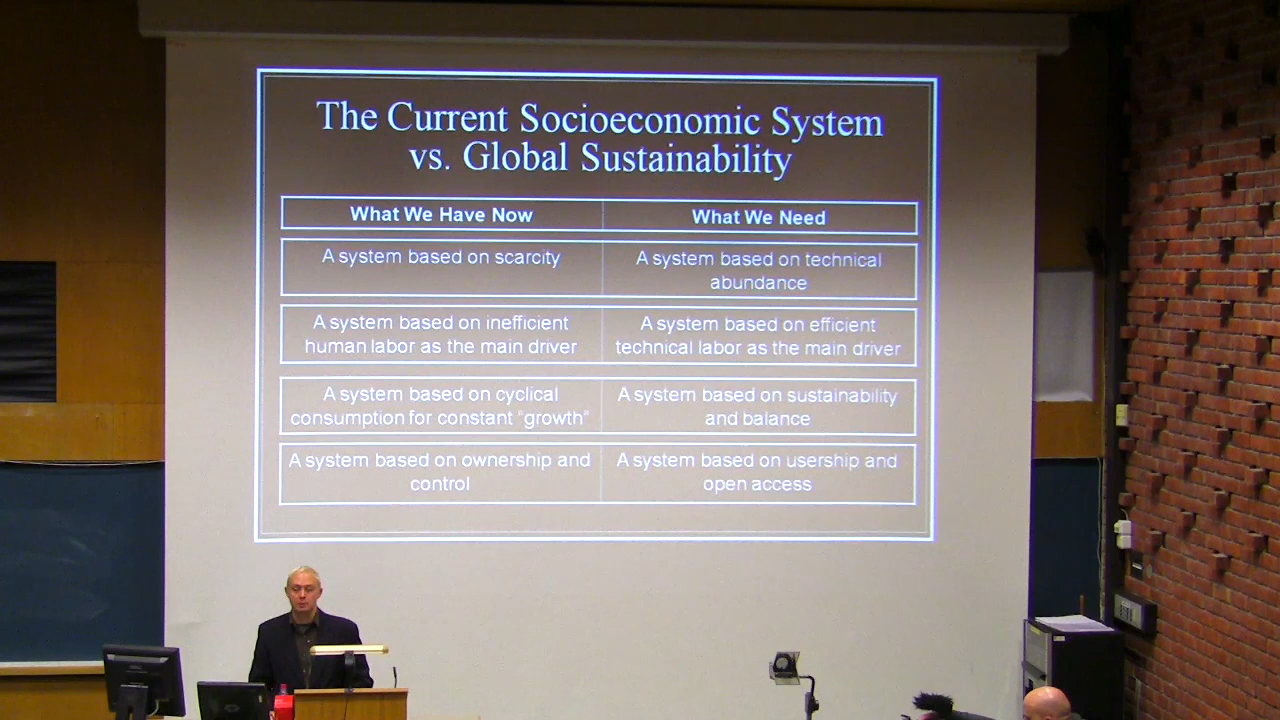 The Current Socioeconomic System
vs. Global Sustainability
What We Have Now
What We Need
A system based on scarcity
A system based on technical
abundance
A system based on inefficient
human labor as the main driver
A system based on efficient
technical labor as the main driver
A system based on cyclical
consumption for constant "growth"
A system based on sustainability
and balance
A system based on ownership and
control
A system based on usership and
open access